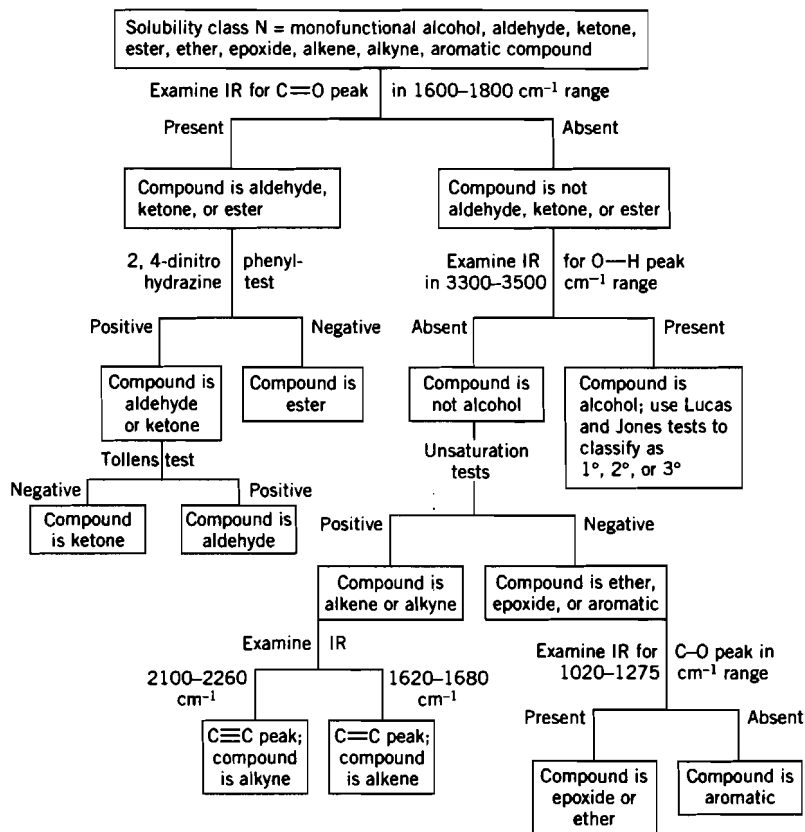 Solubility class N = monofunctional alcohol, aldehyde, ketone,
ester, ether, epoxide, alkene, alkyne, aromatic compound
Examine IR for C=O peak in 1600–1800 cm⁻¹ range
Present
Absent
Compound is aldehyde,
ketone, or ester
Compound is not
aldehyde, ketone, or ester
2, 4-dinitro phenyl-
hydrazine test
Examine IR for O—H peak
in 3300–3500 cm⁻¹ range
Positive
Negative
Absent
Present
Compound is
aldehyde
or ketone
Compound is
ester
Compound is
not alcohol
Compound is
alcohol; use Lucas
and Jones tests to
classify as
1°, 2°, or 3°
Tollens test
Unsaturation
tests
Negative
Positive
Compound
is ketone
Compound is
aldehyde
Positive
Negative
Compound is
alkene or alkyne
Compound is ether,
epoxide, or aromatic
Examine IR
Examine IR for C–O peak in
1020–1275 cm⁻¹ range
2100–2260
cm⁻¹
1620–1680
cm⁻¹
Present
Absent
C≡C peak;
compound
is alkyne
C=C peak;
compound
is alkene
Compound is
epoxide or
ether
Compound is
aromatic